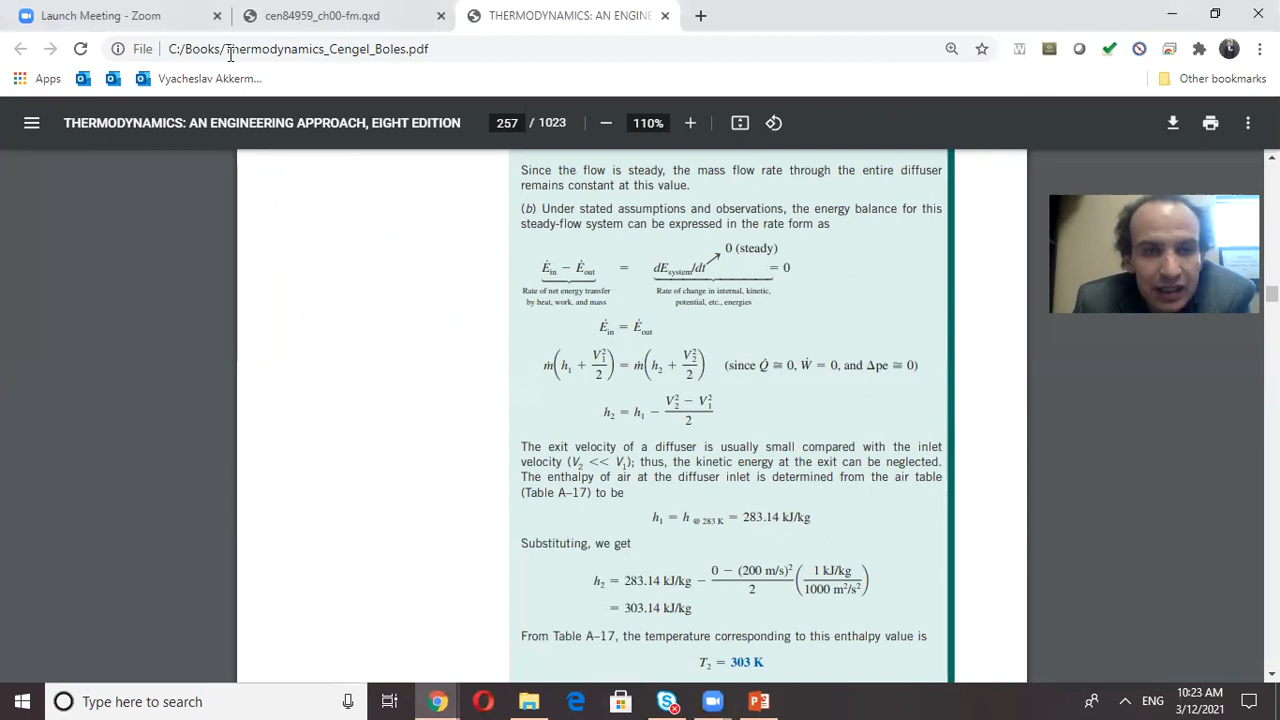 Launch Meeting - Zoom
cen84959_ch00-fm.qxd
THERMODYNAMICS: AN ENGINE
File
C:/Books/Thermodynamics_Cengel_Boles.pdf
Apps
Vyacheslav Akkerm...
Other bookmarks
THERMODYNAMICS: AN ENGINEERING APPROACH, EIGHT EDITION
257 / 1023
110%
Since the flow is steady, the mass flow rate through the entire diffuser
remains constant at this value.
(b) Under stated assumptions and observations, the energy balance for this
steady-flow system can be expressed in the rate form as
0 (steady)
Ė_in − Ė_out = dE_system/dt = 0
Rate of net energy transfer
by heat, work, and mass
Rate of change in internal, kinetic,
potential, etc., energies
Ė_in = Ė_out
ṁ(h₁ + V₁²/2) = ṁ(h₂ + V₂²/2) (since Q̇ ≅ 0, Ẇ = 0, and Δpe ≅ 0)
h₂ = h₁ − (V₂² − V₁²)/2
The exit velocity of a diffuser is usually small compared with the inlet
velocity (V₂ << V₁); thus, the kinetic energy at the exit can be neglected.
The enthalpy of air at the diffuser inlet is determined from the air table
(Table A–17) to be
h₁ = h @ 283 K = 283.14 kJ/kg
Substituting, we get
h₂ = 283.14 kJ/kg − (0 − (200 m/s)²)/2 (1 kJ/kg / 1000 m²/s²)
= 303.14 kJ/kg
From Table A–17, the temperature corresponding to this enthalpy value is
T₂ = 303 K
Type here to search
ENG
10:23 AM
3/12/2021